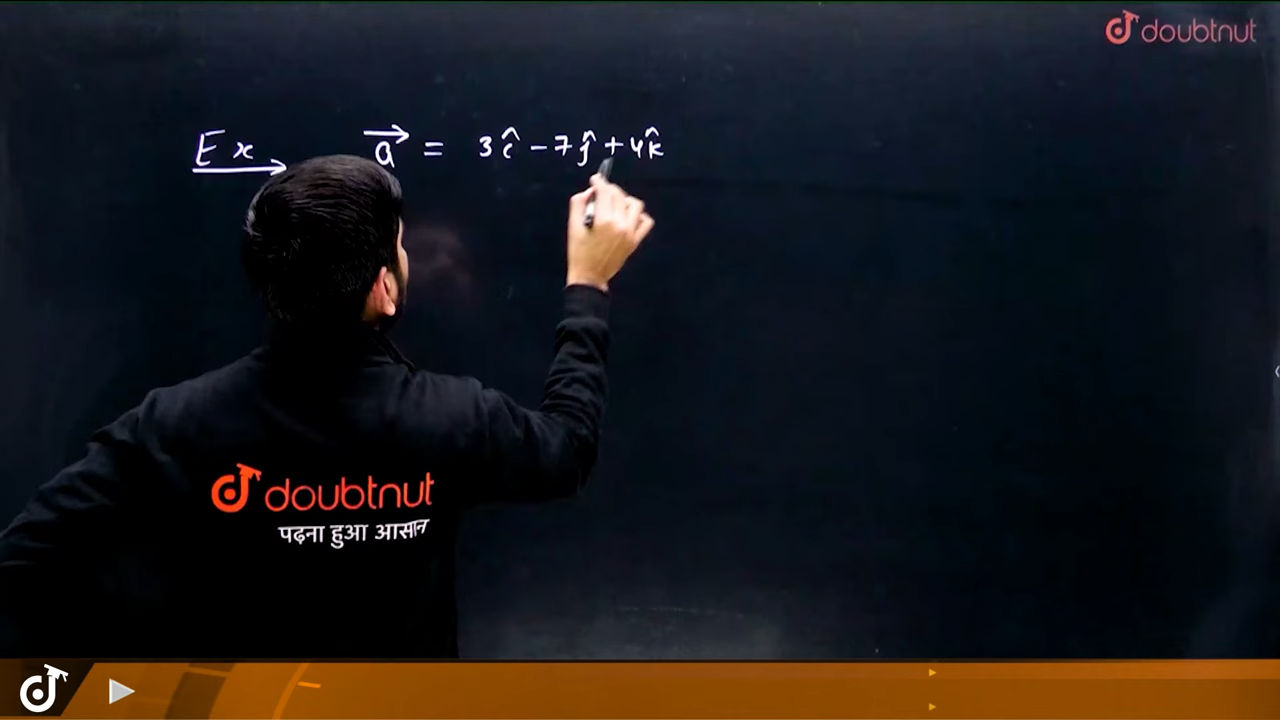 doubtnut
Ex a⃗ = 3î - 7ĵ + 4k̂
doubtnut
पढ़ना हुआ आसान